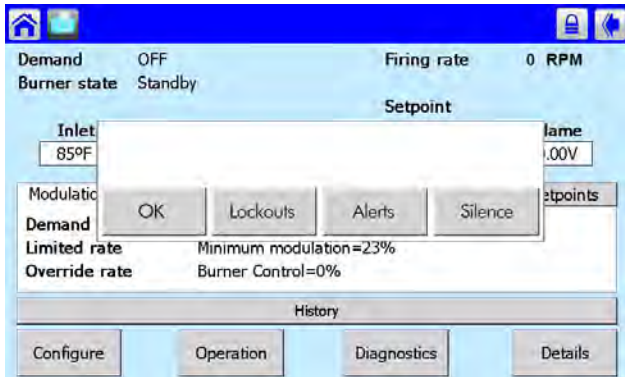 Demand OFF Firing rate 0 RPM
Burner state Standby
Setpoint
Inlet lame
85ºF .00V
Modulatio etpoints
OK Lockouts Alerts Silence
Demand
Limited rate Minimum modulation=23%
Override rate Burner Control=0%
History
Configure Operation Diagnostics Details